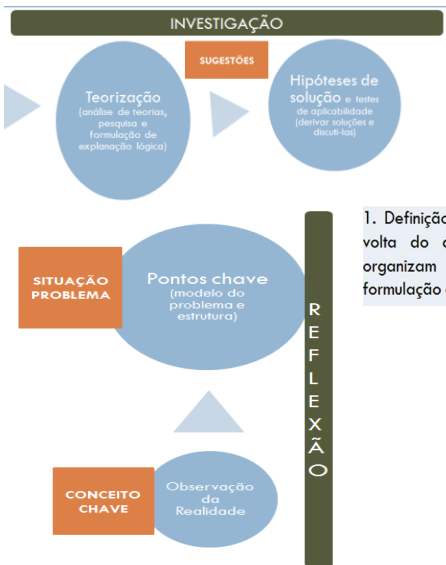 INVESTIGAÇÃO
SUGESTÕES
Teorização
(análise de teorias,
pesquisa e
formulação de
explanação lógica)
Hipóteses de
solução e testes
de aplicabilidade
(derivar soluções e
discuti-las)
1. Definição
volta do
organizam
formulação
SITUAÇÃO
PROBLEMA
Pontos chave
(modelo do
problema e
estrutura)
REFLEXÃO
CONCEITO
CHAVE
Observação
da
Realidade